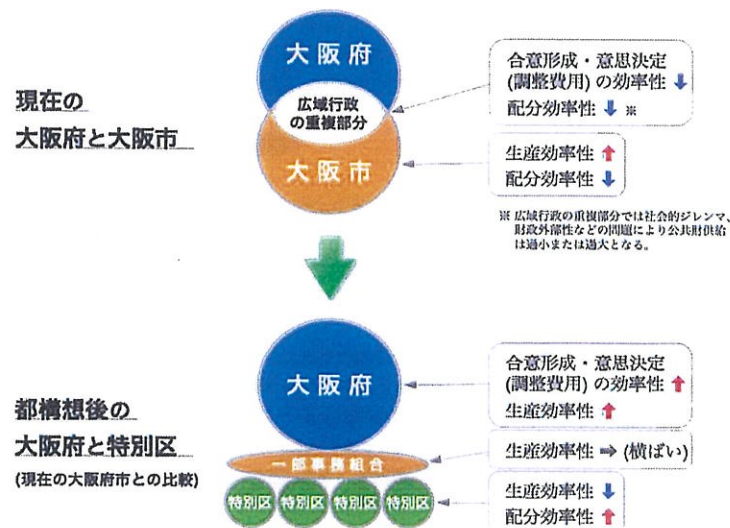 現在の
大阪府と大阪市
大阪府
広域行政
の重複部分
大阪市
合意形成・意思決定
(調整費用) の効率性 ⬇
配分効率性 ⬇ ※
生産効率性 ⬆
配分効率性 ⬇
※ 広域行政の重複部分では社会的ジレンマ、
財政外部性などの問題により公共財供給
は過小または過大となる。
都構想後の
大阪府と特別区
(現在の大阪府市との比較)
大阪府
一部事務組合
特別区 特別区 特別区 特別区
合意形成・意思決定
(調整費用) の効率性 ⬆
生産効率性 ⬆
生産効率性 ➡ (横ばい)
生産効率性 ⬇
配分効率性 ⬆